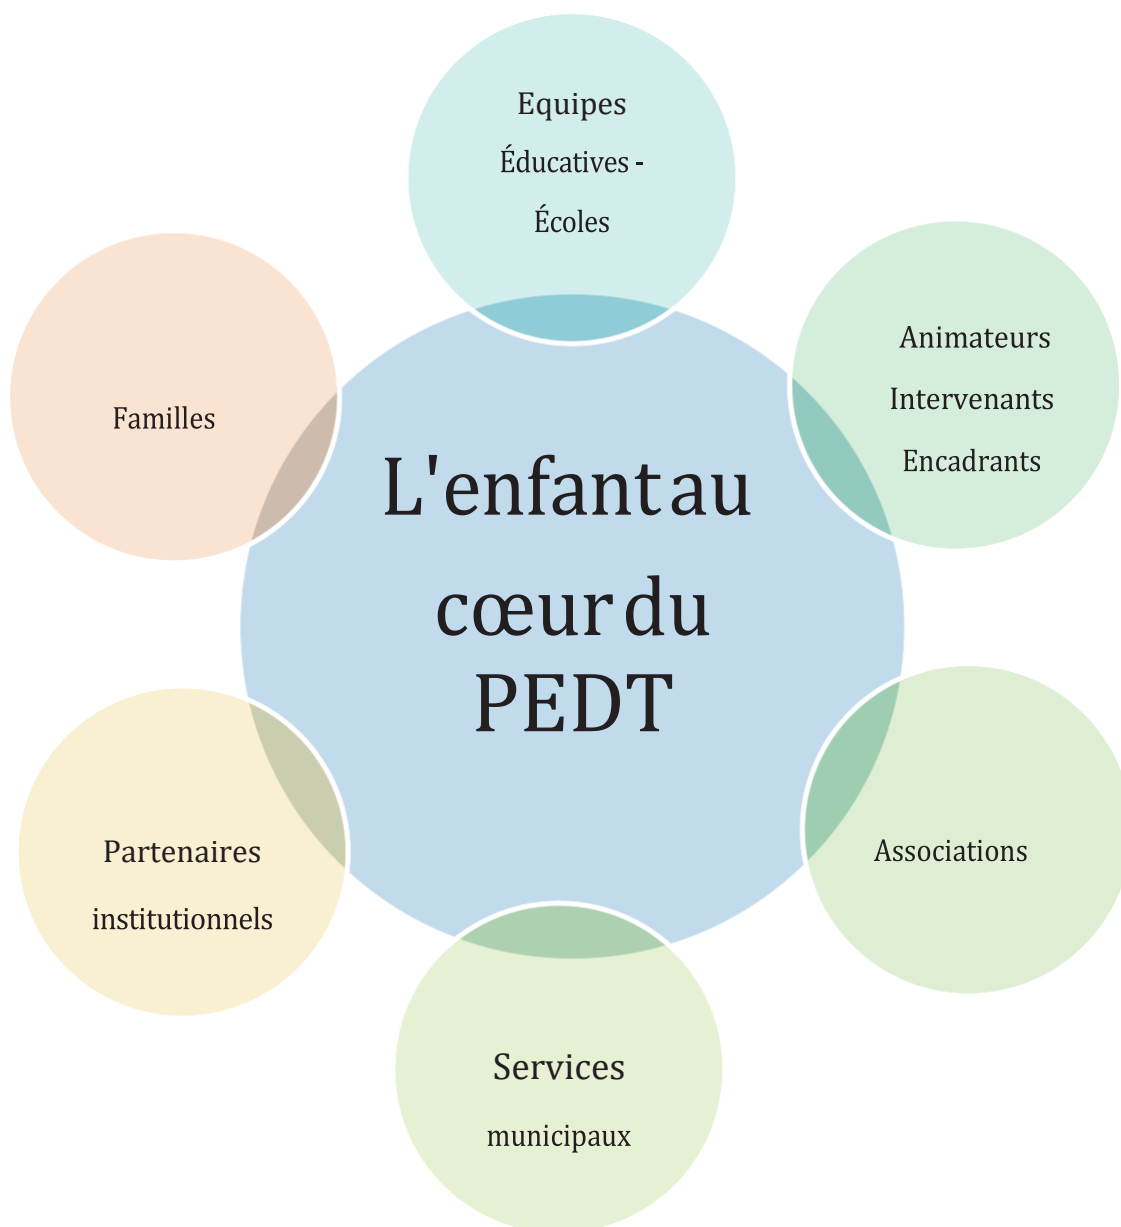 Equipes
Éducatives -
Écoles
Animateurs
Intervenants
Encadrants
Familles
L'enfant au
cœur du
PEDT
Partenaires
institutionnels
Associations
Services
municipaux